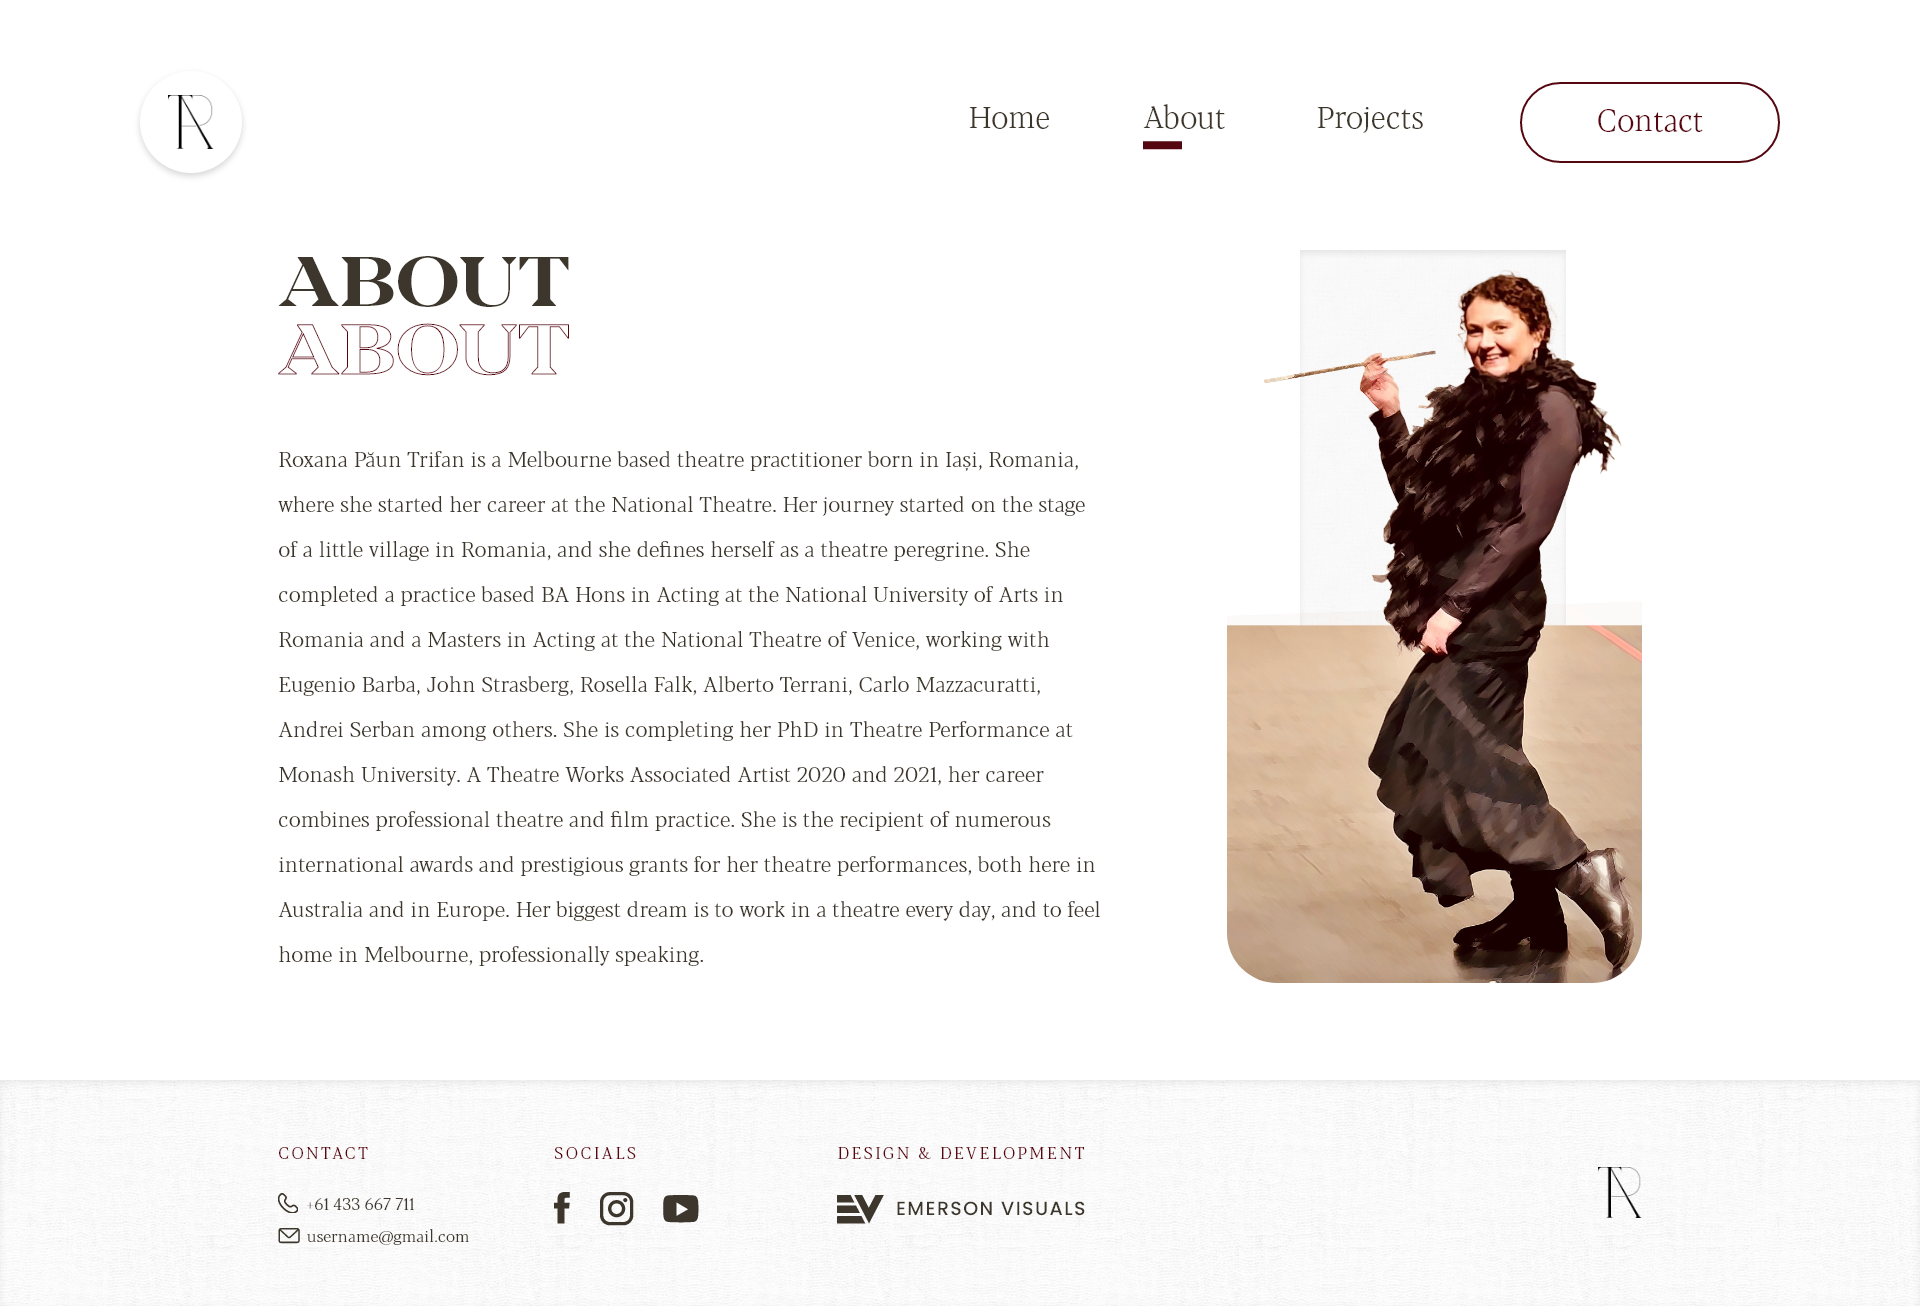 TR
Home About Projects Contact
ABOUT
ABOUT
Roxana Păun Trifan is a Melbourne based theatre practitioner born in Iași, Romania,
where she started her career at the National Theatre. Her journey started on the stage
of a little village in Romania, and she defines herself as a theatre peregrine. She
completed a practice based BA Hons in Acting at the National University of Arts in
Romania and a Masters in Acting at the National Theatre of Venice, working with
Eugenio Barba, John Strasberg, Rosella Falk, Alberto Terrani, Carlo Mazzacuratti,
Andrei Serban among others. She is completing her PhD in Theatre Performance at
Monash University. A Theatre Works Associated Artist 2020 and 2021, her career
combines professional theatre and film practice. She is the recipient of numerous
international awards and prestigious grants for her theatre performances, both here in
Australia and in Europe. Her biggest dream is to work in a theatre every day, and to feel
home in Melbourne, professionally speaking.
CONTACT
+61 433 667 711
username@gmail.com
SOCIALS
DESIGN & DEVELOPMENT
EV EMERSON VISUALS
TR